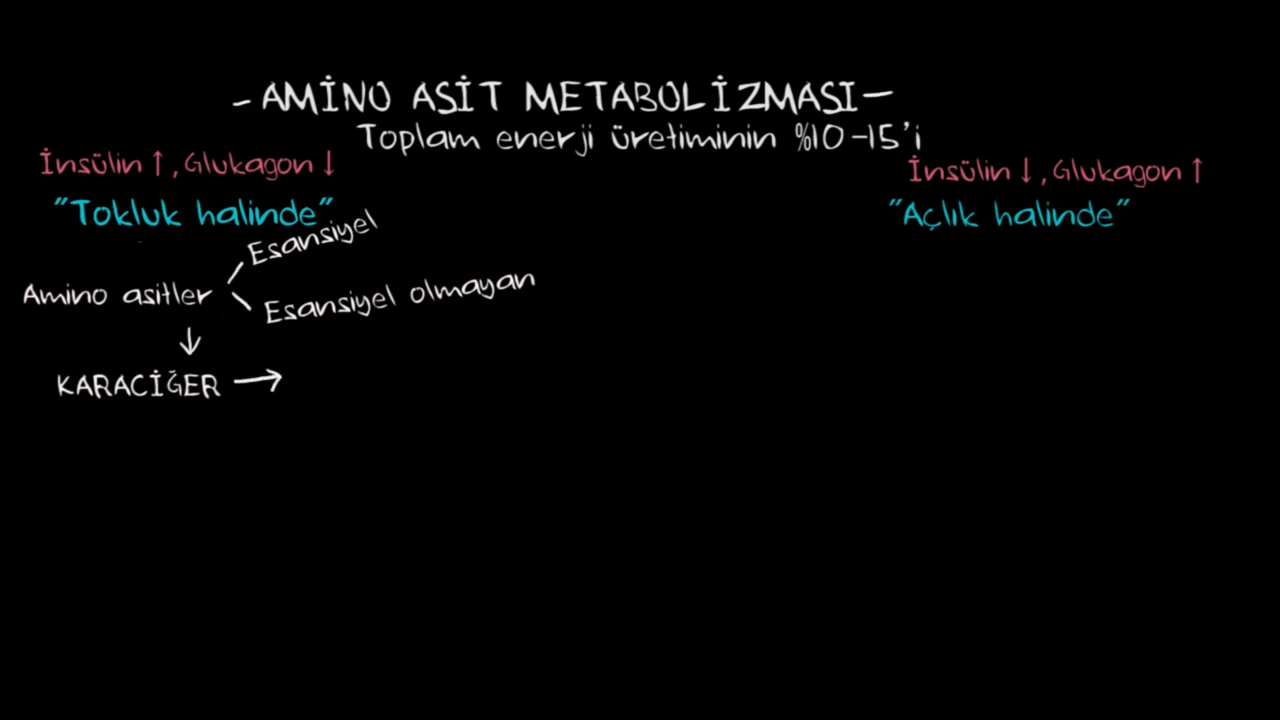 - AMİNO ASİT METABOLİZMASI -
Toplam enerji üretiminin %10-15'i
İnsülin ↑, Glukagon ↓
"Tokluk halinde"
Esansiyel
Amino asitler
Esansiyel olmayan
↓
KARACİĞER →
İnsülin ↓, Glukagon ↑
"Açlık halinde"